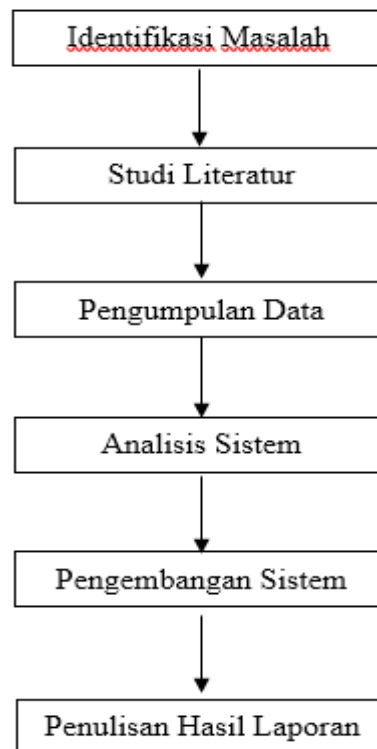 Identifikasi Masalah
Studi Literatur
Pengumpulan Data
Analisis Sistem
Pengembangan Sistem
Penulisan Hasil Laporan